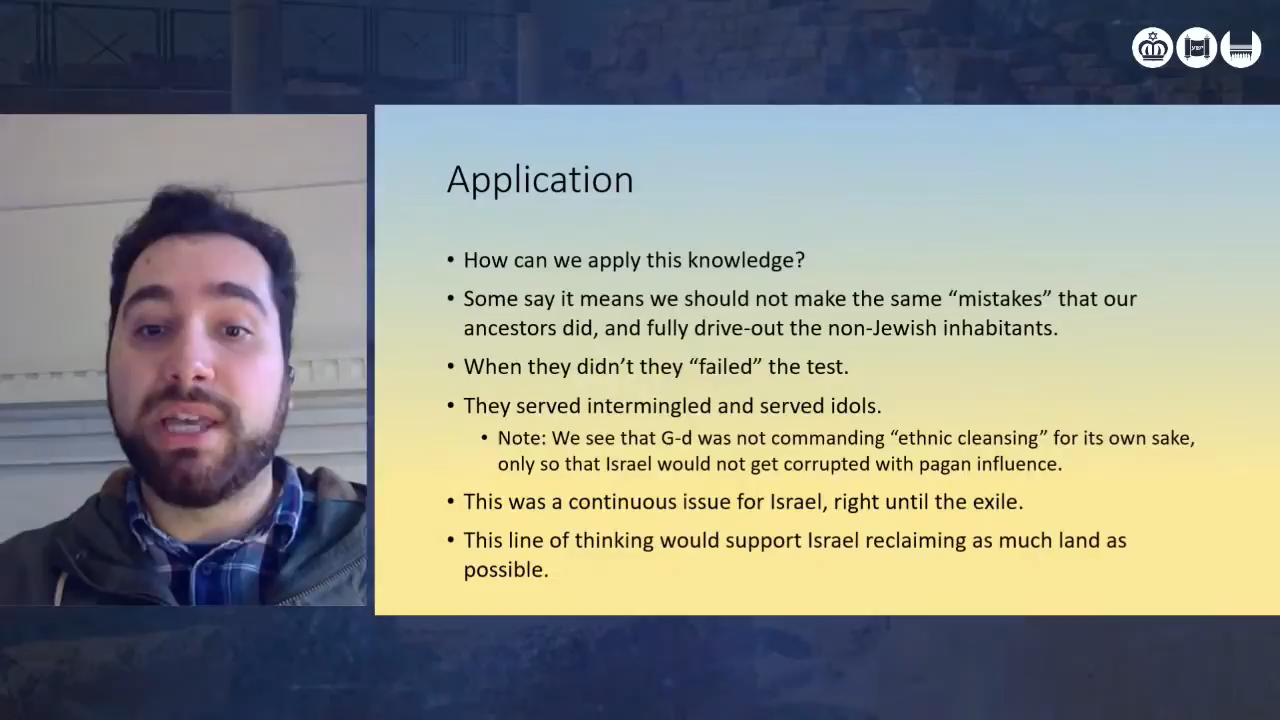 Application
• How can we apply this knowledge?
• Some say it means we should not make the same “mistakes” that our
ancestors did, and fully drive-out the non-Jewish inhabitants.
• When they didn’t they “failed” the test.
• They served intermingled and served idols.
• Note: We see that G-d was not commanding “ethnic cleansing” for its own sake,
only so that Israel would not get corrupted with pagan influence.
• This was a continuous issue for Israel, right until the exile.
• This line of thinking would support Israel reclaiming as much land as
possible.